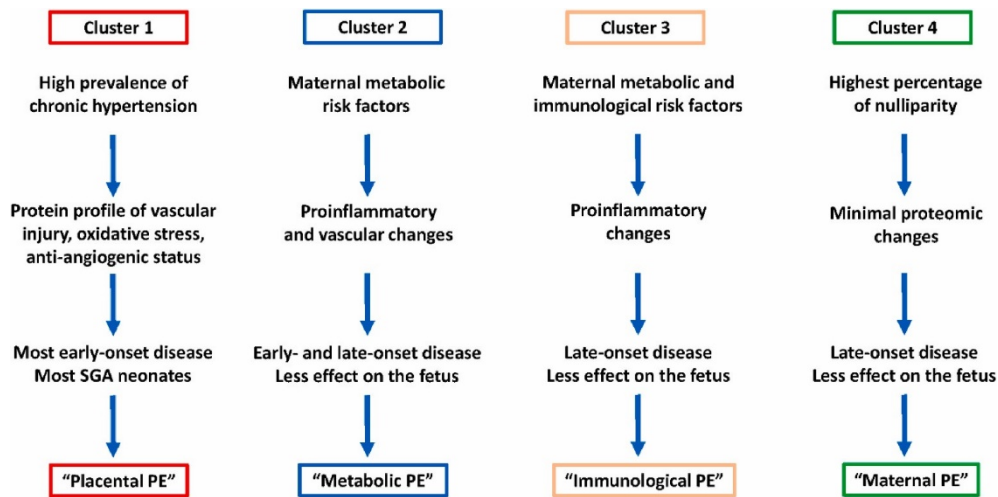 Cluster 1
High prevalence of
chronic hypertension
Protein profile of vascular
injury, oxidative stress,
anti-angiogenic status
Most early-onset disease
Most SGA neonates
“Placental PE”
Cluster 2
Maternal metabolic
risk factors
Proinflammatory
and vascular changes
Early- and late-onset disease
Less effect on the fetus
“Metabolic PE”
Cluster 3
Maternal metabolic and
immunological risk factors
Proinflammatory
changes
Late-onset disease
Less effect on the fetus
“Immunological PE”
Cluster 4
Highest percentage
of nulliparity
Minimal proteomic
changes
Late-onset disease
Less effect on the fetus
“Maternal PE”